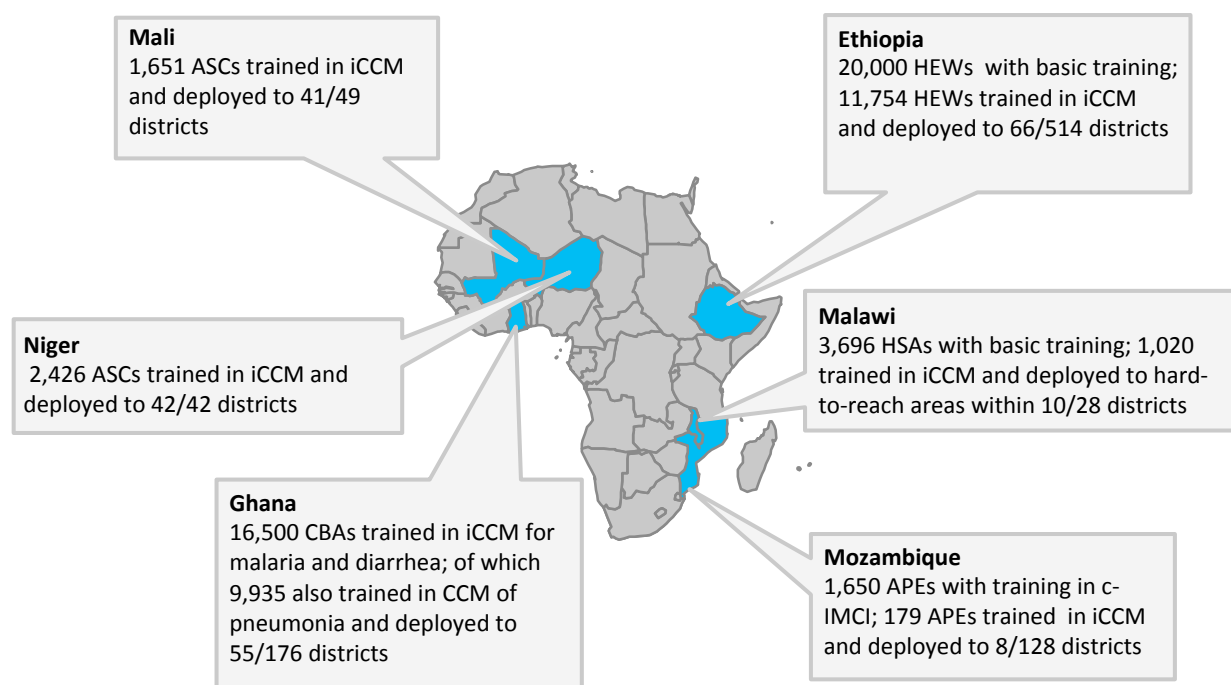 Mali
1,651 ASCs trained in iCCM
and deployed to 41/49
districts
Ethiopia
20,000 HEWs with basic training;
11,754 HEWs trained in iCCM
and deployed to 66/514 districts
Niger
2,426 ASCs trained in iCCM and
deployed to 42/42 districts
Malawi
3,696 HSAs with basic training; 1,020
trained in iCCM and deployed to hard-
to-reach areas within 10/28 districts
Ghana
16,500 CBAs trained in iCCM for
malaria and diarrhea; of which
9,935 also trained in CCM of
pneumonia and deployed to
55/176 districts
Mozambique
1,650 APEs with training in c-
IMCI; 179 APEs trained in iCCM
and deployed to 8/128 districts